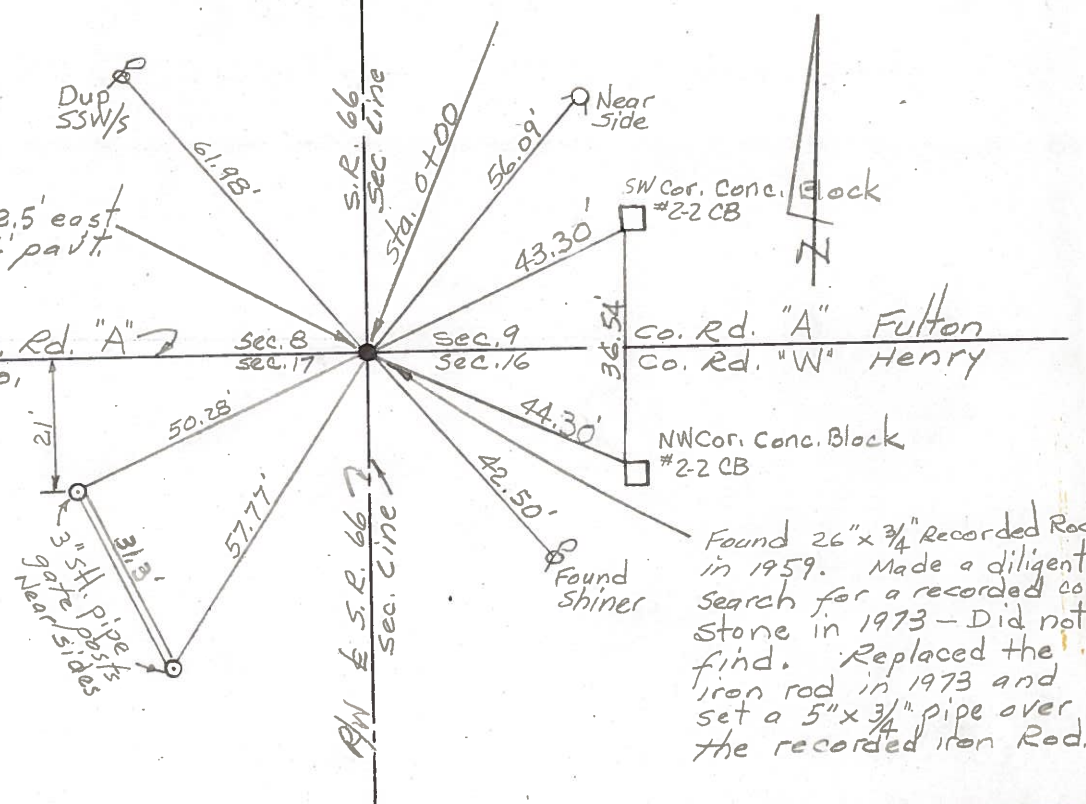 Dup
SSW/s
61.98'
S.R. 66
Sec Line
Sta. 0+00
56.09'
Near
Side
SW Cor. Conc. Block
#2-2 CB
43.30'
36.54'
N
2.5' east
pav't.
Rd. "A"
Sec. 8
Sec. 17
Sec. 9
Sec. 16
Co. Rd. "A" Fulton
Co. Rd. "W" Henry
21'
50.28'
57.77'
31.3'
3" stl. pipe
gate posts
Near sides
44.30'
NW Cor. Conc. Block
#2-2 CB
42.50'
Found
Shiner
R/W ℄ S.R. 66
Sec. Line
Found 26" x 3/4" Recorded Rod
in 1959. Made a diligent
search for a recorded co
stone in 1973 - Did not
find. Replaced the
iron rod in 1973 and
set a 5" x 3/4" pipe over
the recorded iron Rod.